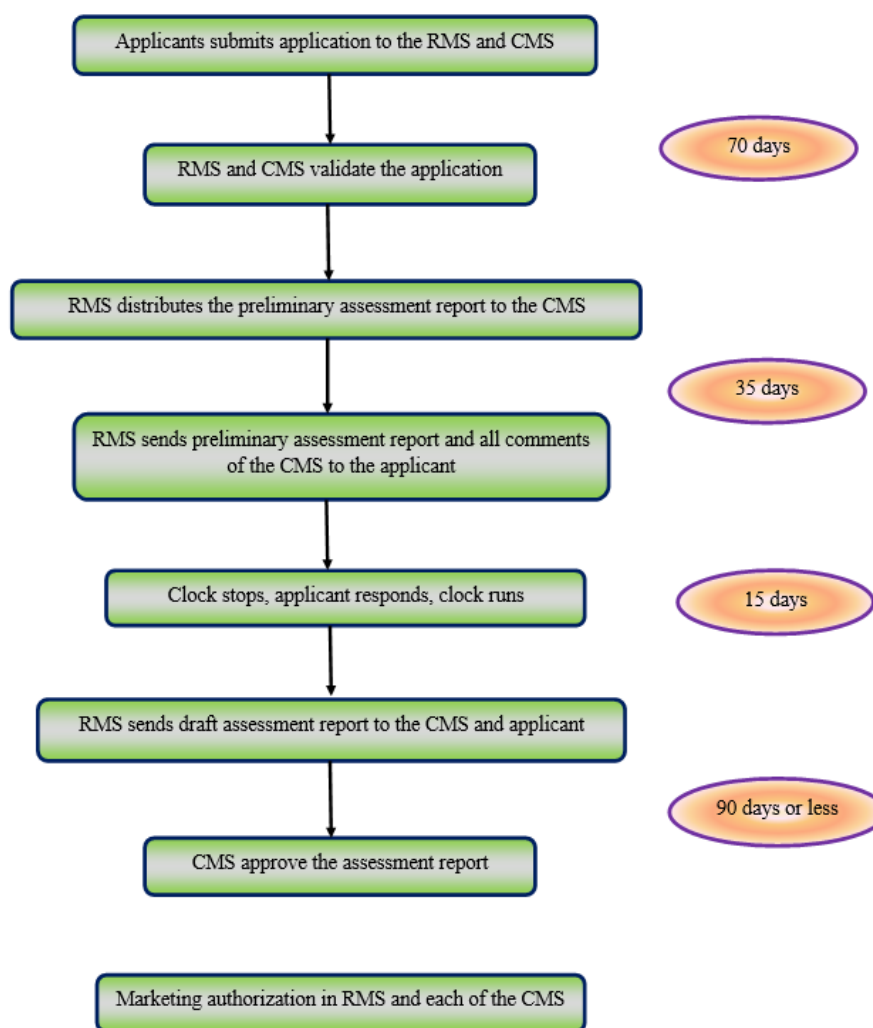 Applicants submits application to the RMS and CMS
70 days
RMS and CMS validate the application
RMS distributes the preliminary assessment report to the CMS
35 days
RMS sends preliminary assessment report and all comments
of the CMS to the applicant
Clock stops, applicant responds, clock runs
15 days
RMS sends draft assessment report to the CMS and applicant
90 days or less
CMS approve the assessment report
Marketing authorization in RMS and each of the CMS